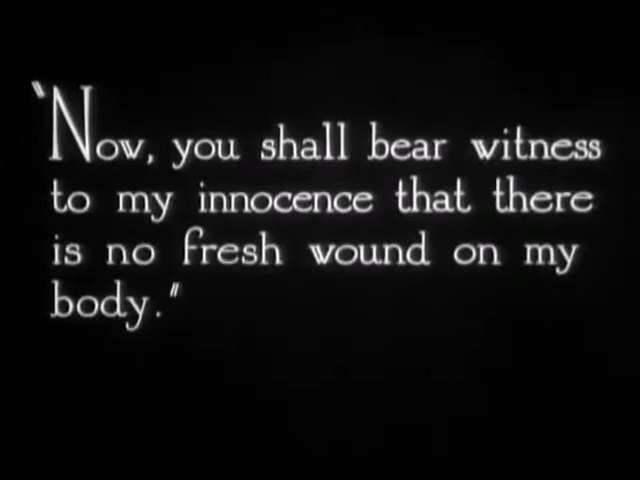 "Now, you shall bear witness
to my innocence that there
is no fresh wound on my
body."